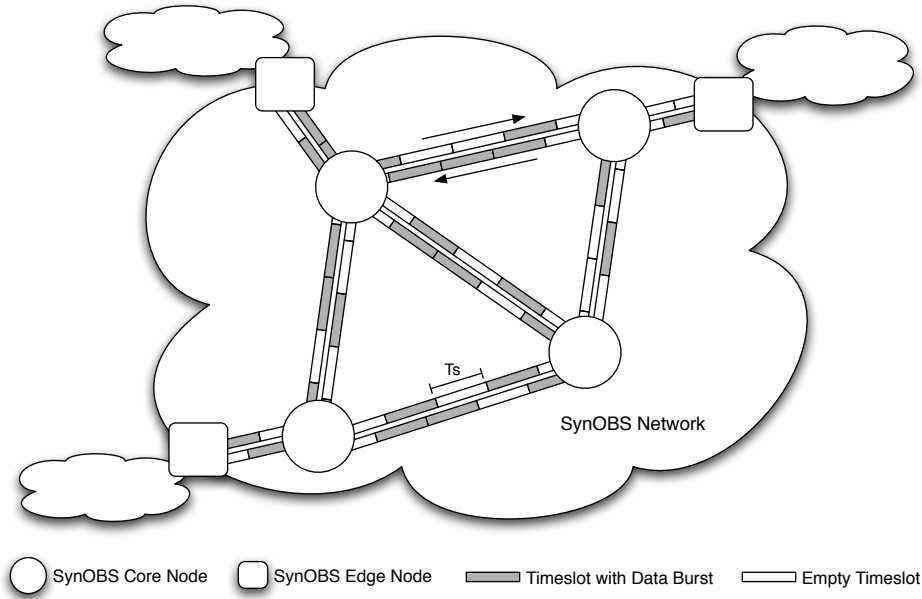 Ts
SynOBS Network
SynOBS Core Node
SynOBS Edge Node
Timeslot with Data Burst
Empty Timeslot